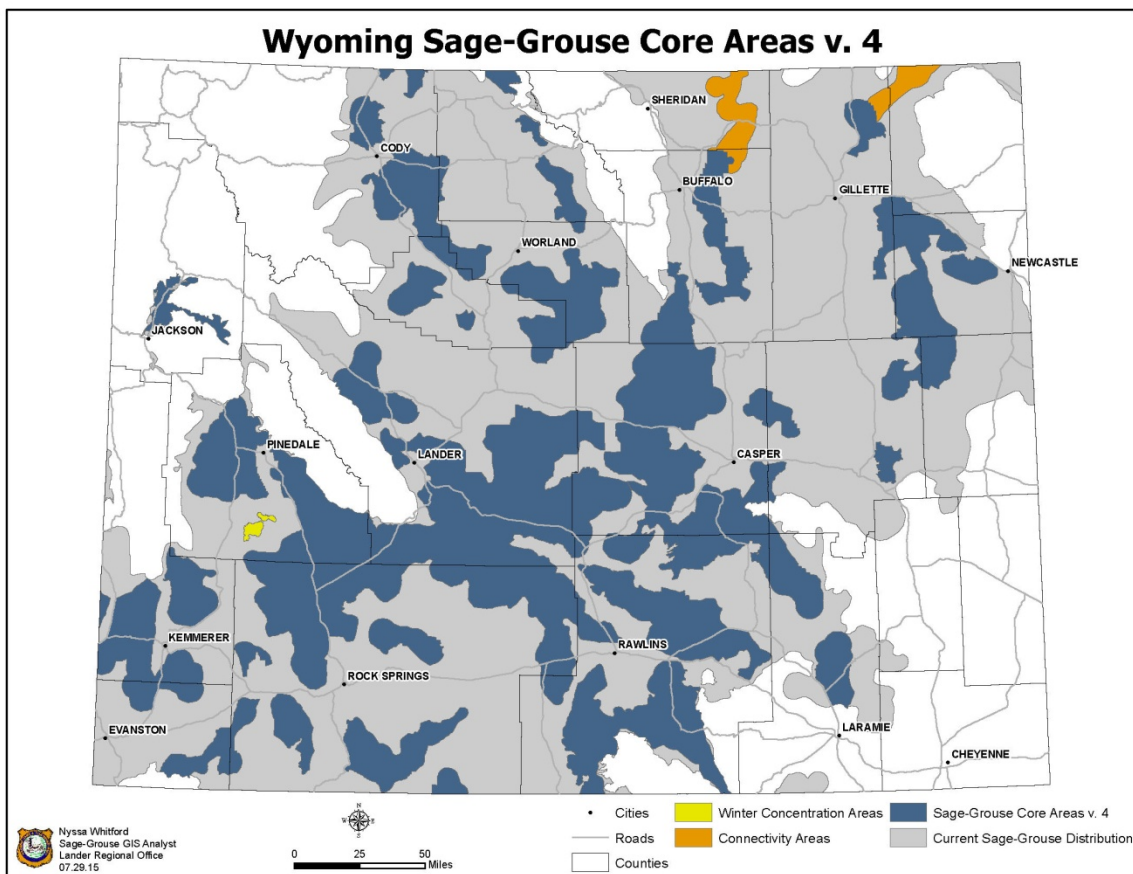 Wyoming Sage-Grouse Core Areas v. 4
SHERIDAN
CODY
BUFFALO
GILLETTE
WORLAND
NEWCASTLE
JACKSON
PINEDALE
LANDER
CASPER
KEMMERER
RAWLINS
ROCK SPRINGS
EVANSTON
LARAMIE
CHEYENNE
Nyssa Whitford
Sage-Grouse GIS Analyst
Lander Regional Office
07.29.15
N
0 25 50
Miles
Cities
Roads
Counties
Winter Concentration Areas
Connectivity Areas
Sage-Grouse Core Areas v. 4
Current Sage-Grouse Distribution